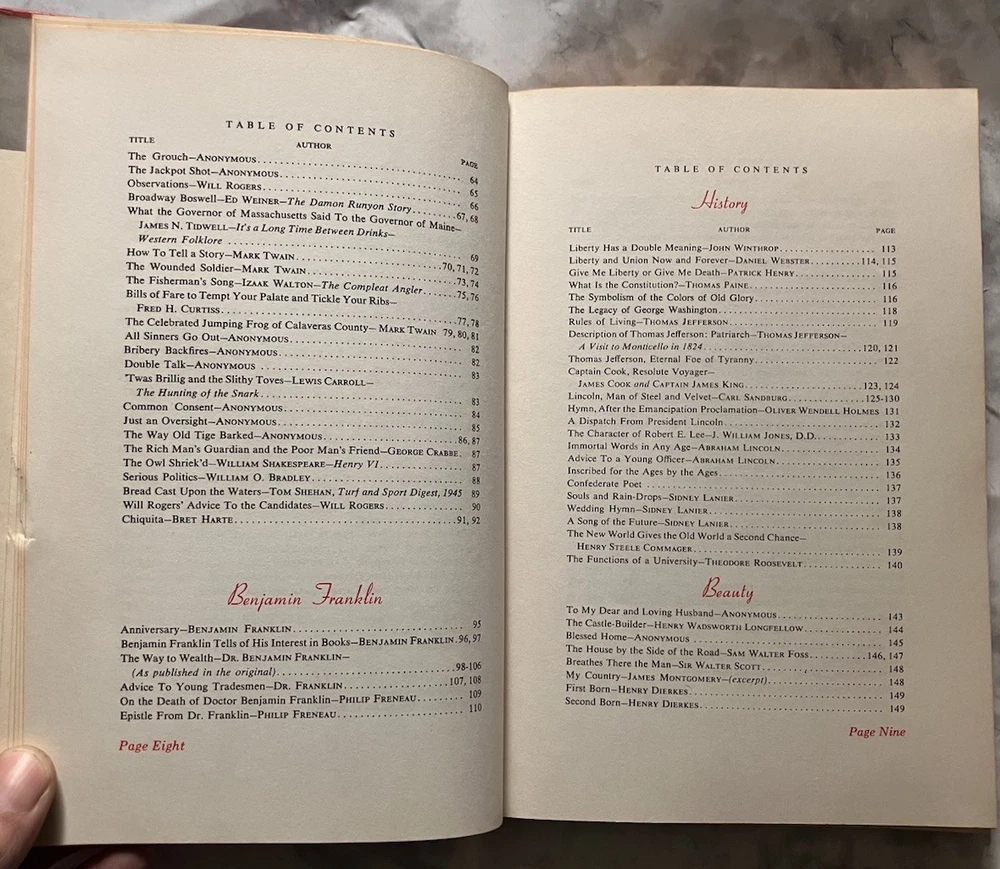 TABLE OF CONTENTS
TITLE AUTHOR PAGE
The Grouch—ANONYMOUS 64
The Jackpot Shot—ANONYMOUS 65
Observations—WILL ROGERS 66
Broadway Boswell—ED WEINER—The Damon Runyon Story 67, 68
What the Governor of Massachusetts Said To the Governor of Maine—
JAMES N. TIDWELL—It's a Long Time Between Drinks—
Western Folklore 69
How To Tell a Story—MARK TWAIN 70, 71, 72
The Wounded Soldier—MARK TWAIN 73, 74
The Fisherman's Song—IZAAK WALTON—The Compleat Angler 75, 76
Bills of Fare to Tempt Your Palate and Tickle Your Ribs—
FRED H. CURTISS 77, 78
The Celebrated Jumping Frog of Calaveras County—MARK TWAIN 79, 80, 81
All Sinners Go Out—ANONYMOUS 82
Bribery Backfires—ANONYMOUS 82
Double Talk—ANONYMOUS 83
'Twas Brillig and the Slithy Toves—LEWIS CARROLL—
The Hunting of the Snark 83
Common Consent—ANONYMOUS 84
Just an Oversight—ANONYMOUS 85
The Way Old Tige Barked—ANONYMOUS 86, 87
The Rich Man's Guardian and the Poor Man's Friend—GEORGE CRABBE 87
The Owl Shriek'd—WILLIAM SHAKESPEARE—Henry VI 87
Serious Politics—WILLIAM O. BRADLEY 88
Bread Cast Upon the Waters—TOM SHEHAN, Turf and Sport Digest, 1945 89
Will Rogers' Advice To the Candidates—WILL ROGERS 90
Chiquita—BRET HARTE 91, 92
Benjamin Franklin
Anniversary—BENJAMIN FRANKLIN 95
Benjamin Franklin Tells of His Interest in Books—BENJAMIN FRANKLIN 96, 97
The Way to Wealth—DR. BENJAMIN FRANKLIN—
(As published in the original) 98-106
Advice To Young Tradesmen—DR. FRANKLIN 107, 108
On the Death of Doctor Benjamin Franklin—PHILIP FRENEAU 109
Epistle From Dr. Franklin—PHILIP FRENEAU 110
Page Eight
TABLE OF CONTENTS
History
TITLE AUTHOR PAGE
Liberty Has a Double Meaning—JOHN WINTHROP 113
Liberty and Union Now and Forever—DANIEL WEBSTER 114, 115
Give Me Liberty or Give Me Death—PATRICK HENRY 115
What Is the Constitution?—THOMAS PAINE 116
The Symbolism of the Colors of Old Glory 116
The Legacy of George Washington 118
Rules of Living—THOMAS JEFFERSON 119
Description of Thomas Jefferson: Patriarch—THOMAS JEFFERSON—
A Visit to Monticello in 1824 120, 121
Thomas Jefferson, Eternal Foe of Tyranny 122
Captain Cook, Resolute Voyager—
JAMES COOK and CAPTAIN JAMES KING 123, 124
Lincoln, Man of Steel and Velvet—CARL SANDBURG 125-130
Hymn, After the Emancipation Proclamation—OLIVER WENDELL HOLMES 131
A Dispatch From President Lincoln 132
The Character of Robert E. Lee—J. WILLIAM JONES, D.D. 133
Immortal Words in Any Age—ABRAHAM LINCOLN 134
Advice To a Young Officer—ABRAHAM LINCOLN 135
Inscribed for the Ages by the Ages 136
Confederate Poet 137
Souls and Rain-Drops—SIDNEY LANIER 137
Wedding Hymn—SIDNEY LANIER 138
A Song of the Future—SIDNEY LANIER 138
The New World Gives the Old World a Second Chance—
HENRY STEELE COMMAGER 139
The Functions of a University—THEODORE ROOSEVELT 140
Beauty
To My Dear and Loving Husband—ANONYMOUS 143
The Castle-Builder—HENRY WADSWORTH LONGFELLOW 144
Blessed Home—ANONYMOUS 145
The House by the Side of the Road—SAM WALTER FOSS 146, 147
Breathes There the Man—SIR WALTER SCOTT 148
My Country—JAMES MONTGOMERY—(excerpt) 148
First Born—HENRY DIERKES 149
Second Born—HENRY DIERKES 149
Page Nine